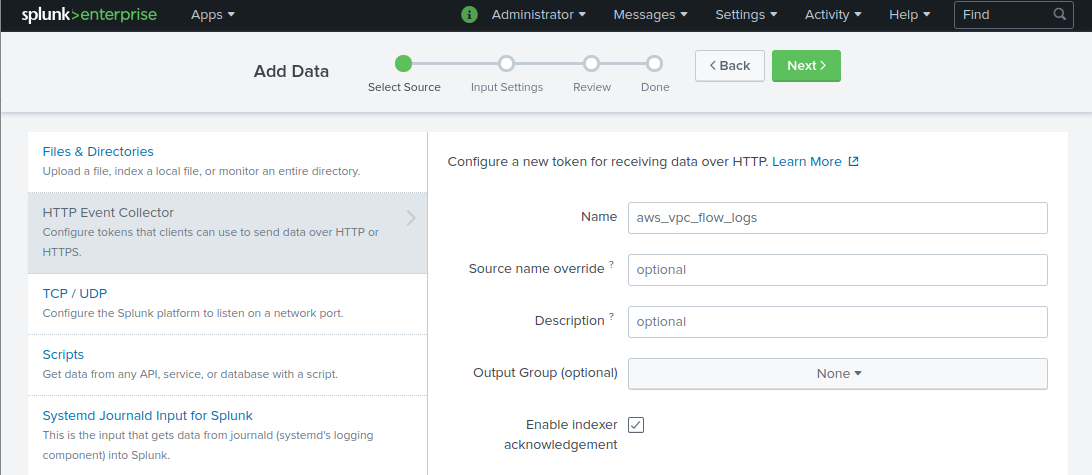 splunk>enterprise Apps i Administrator Messages Settings Activity Help Find
Add Data
Select Source Input Settings Review Done
< Back Next >
Files & Directories
Upload a file, index a local file, or monitor an entire directory.
HTTP Event Collector
Configure tokens that clients can use to send data over HTTP or
HTTPS.
TCP / UDP
Configure the Splunk platform to listen on a network port.
Scripts
Get data from any API, service, or database with a script.
Systemd Journald Input for Splunk
This is the input that gets data from journald (systemd's logging
component) into Splunk.
Configure a new token for receiving data over HTTP. Learn More
Name aws_vpc_flow_logs
Source name override ? optional
Description ? optional
Output Group (optional) None
Enable indexer
acknowledgement